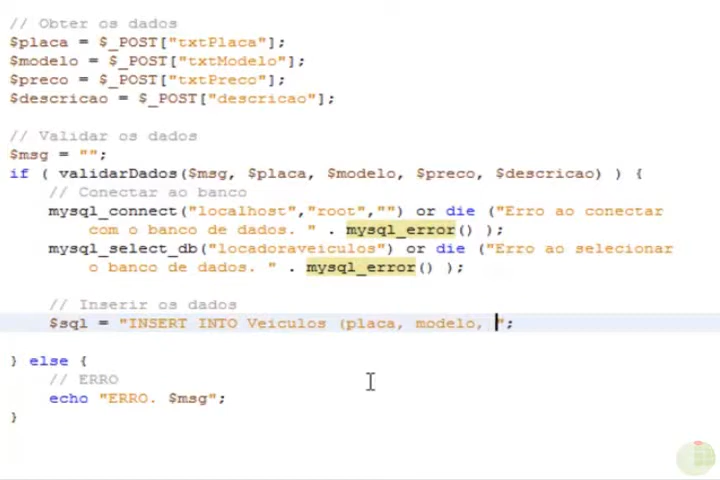 // Obter os dados
$placa = $_POST["txtPlaca"];
$modelo = $_POST["txtModelo"];
$preco = $_POST["txtPreco"];
$descricao = $_POST["descricao"];
// Validar os dados
$msg = "";
if ( validarDados($msg, $placa, $modelo, $preco, $descricao) ) {
// Conectar ao banco
mysql_connect("localhost","root","") or die ("Erro ao conectar
com o banco de dados. " . mysql_error() );
mysql_select_db("locadoraveiculos") or die ("Erro ao selecionar
o banco de dados. " . mysql_error() );
// Inserir os dados
$sql = "INSERT INTO Veiculos (placa, modelo, ";
} else {
// ERRO
echo "ERRO. $msg";
}